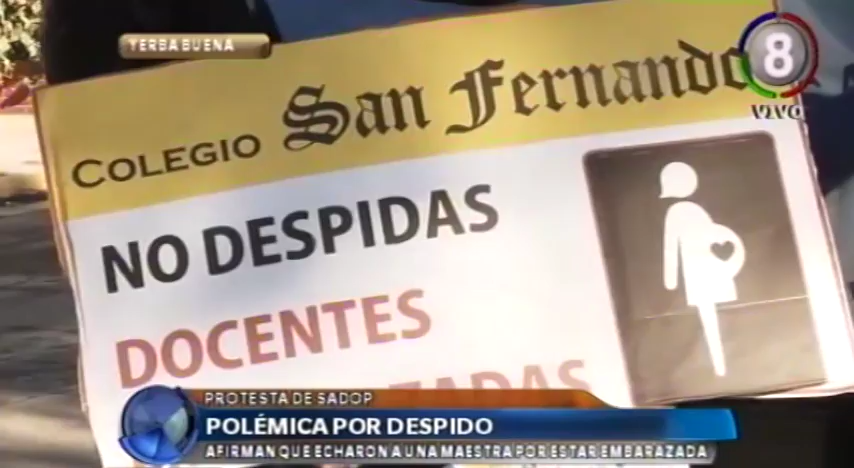 YERBA BUENA
8
VIVO
COLEGIO San Fernando
NO DESPIDAS
DOCENTES
PROTESTA DE SADOP
POLÉMICA POR DESPIDO
AFIRMAN QUE ECHARON A UNA MAESTRA POR ESTAR EMBARAZADA